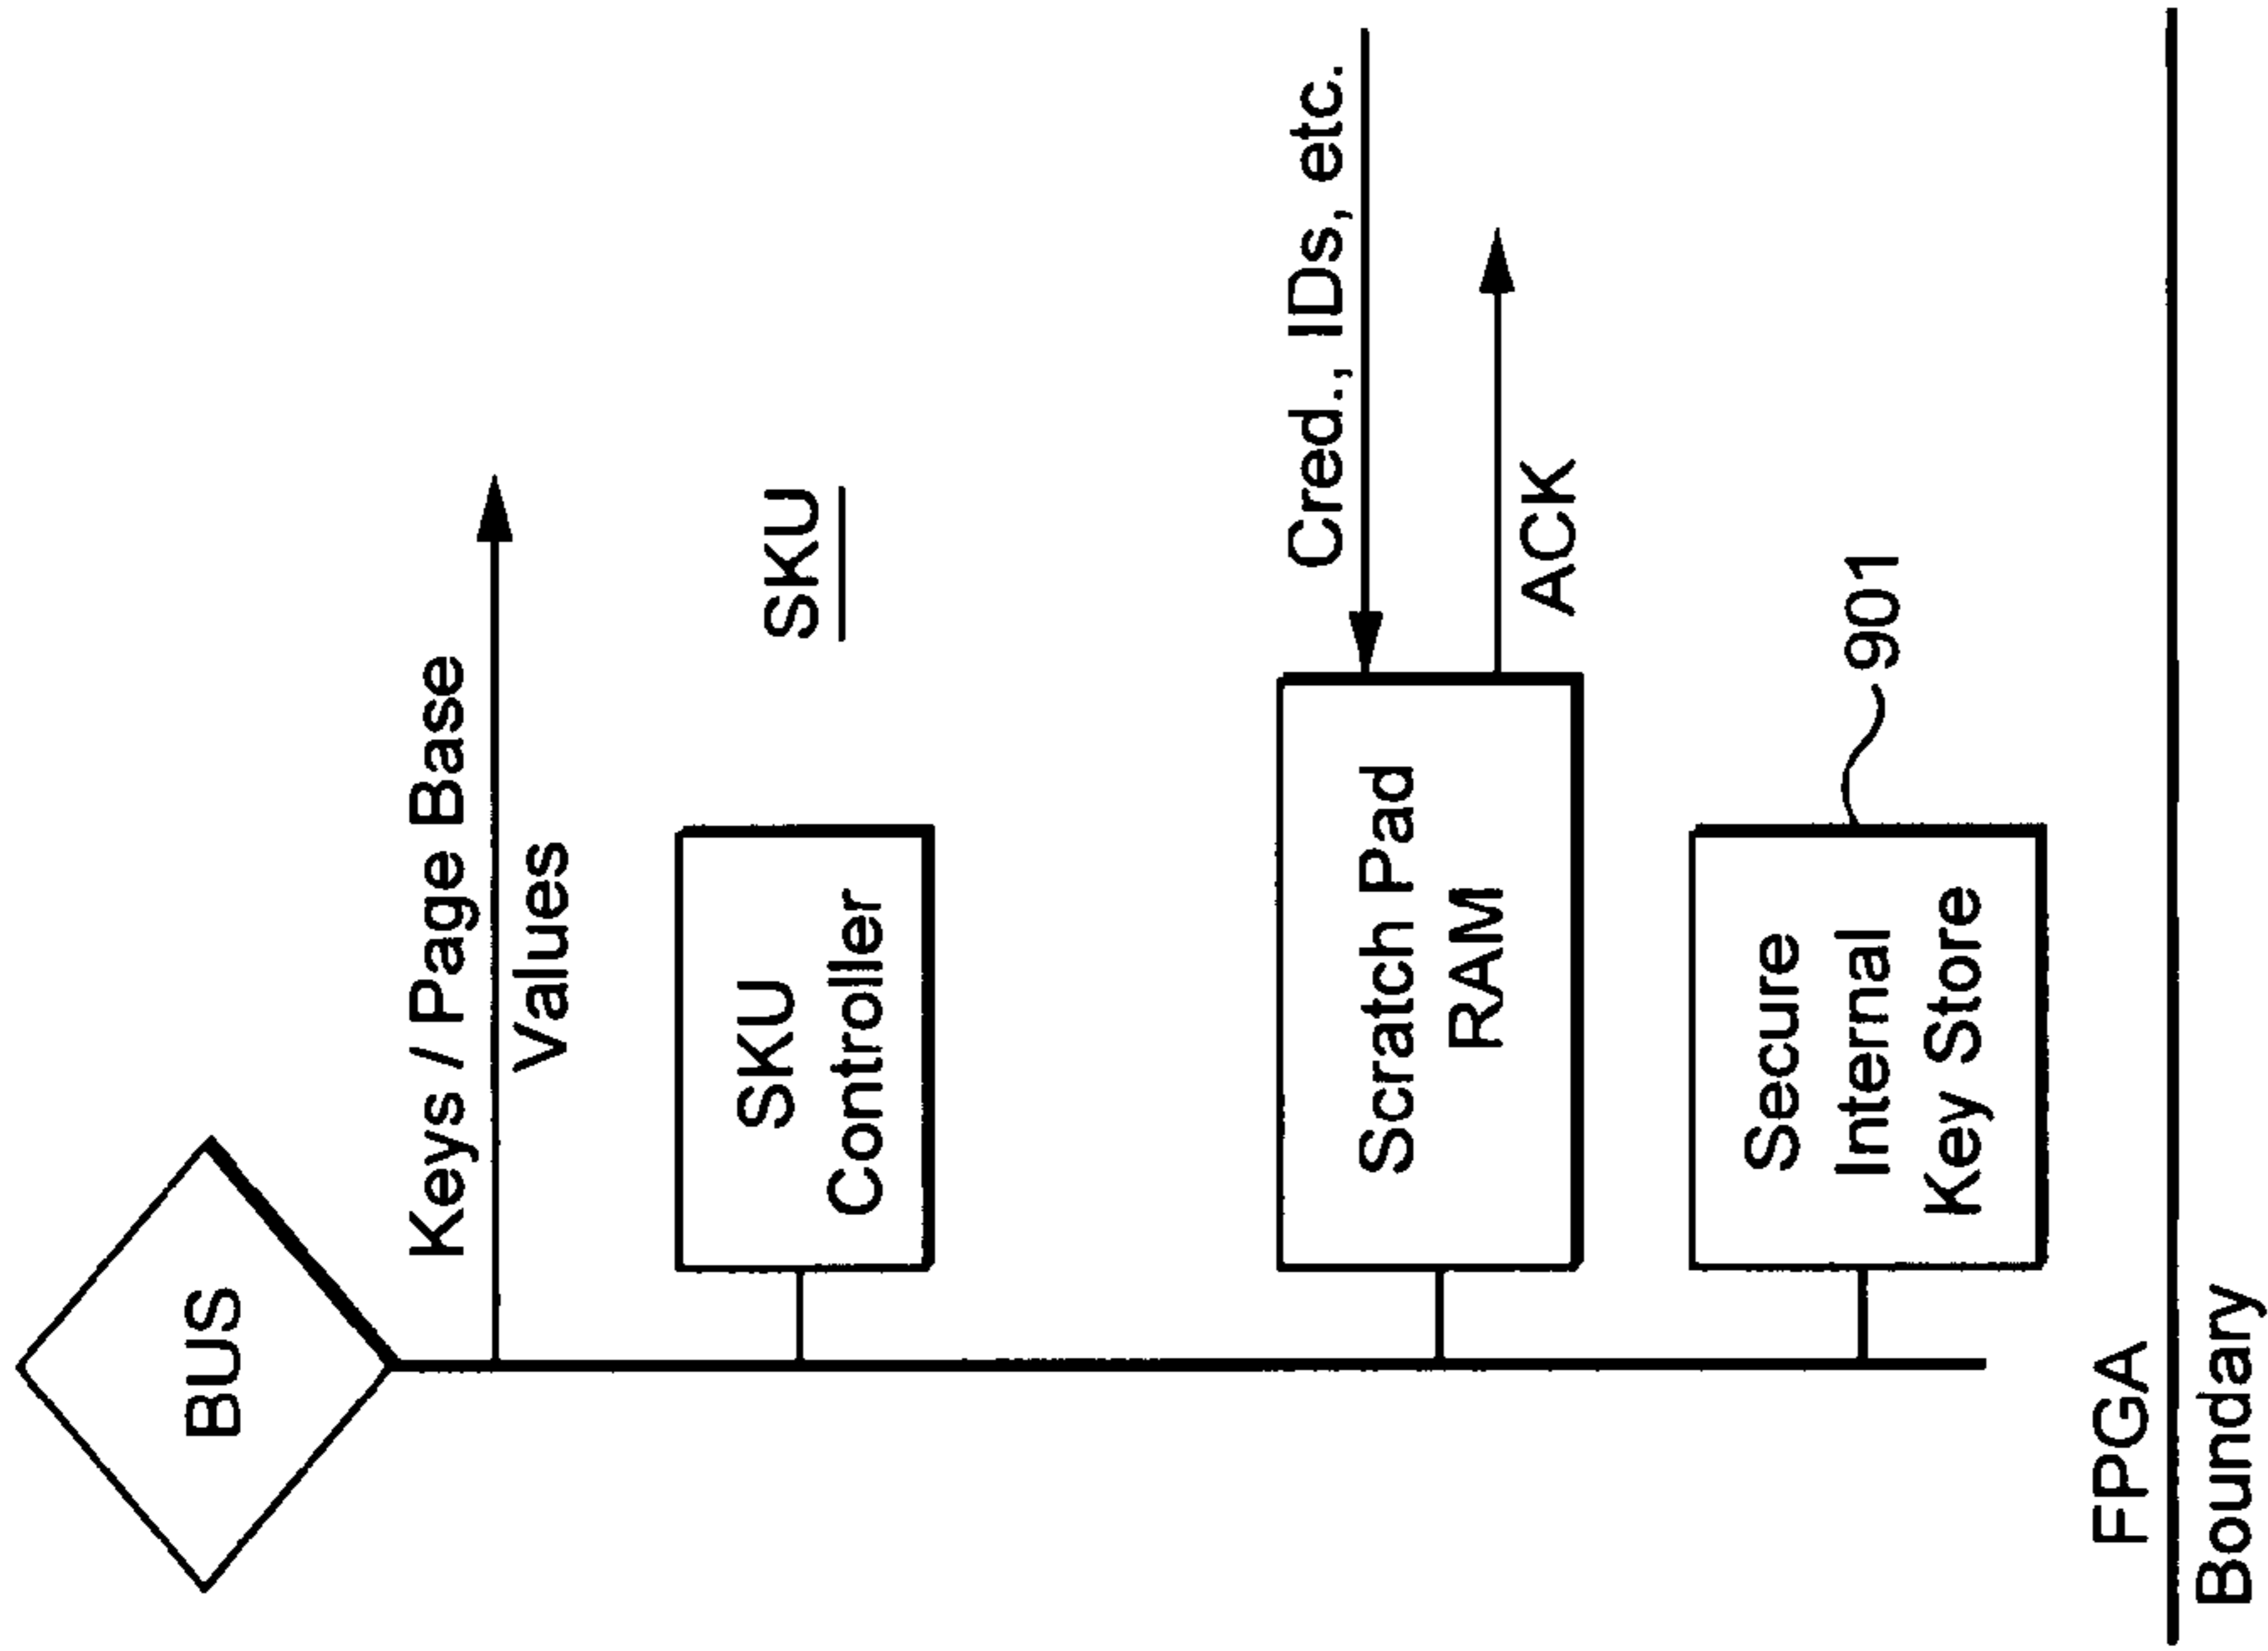 BUS
Keys / Page Base
Values
SKU
Controller
SKU
Scratch Pad
RAM
Cred., IDs, etc.
ACK
Secure
Internal
Key Store
901
FPGA
Boundary